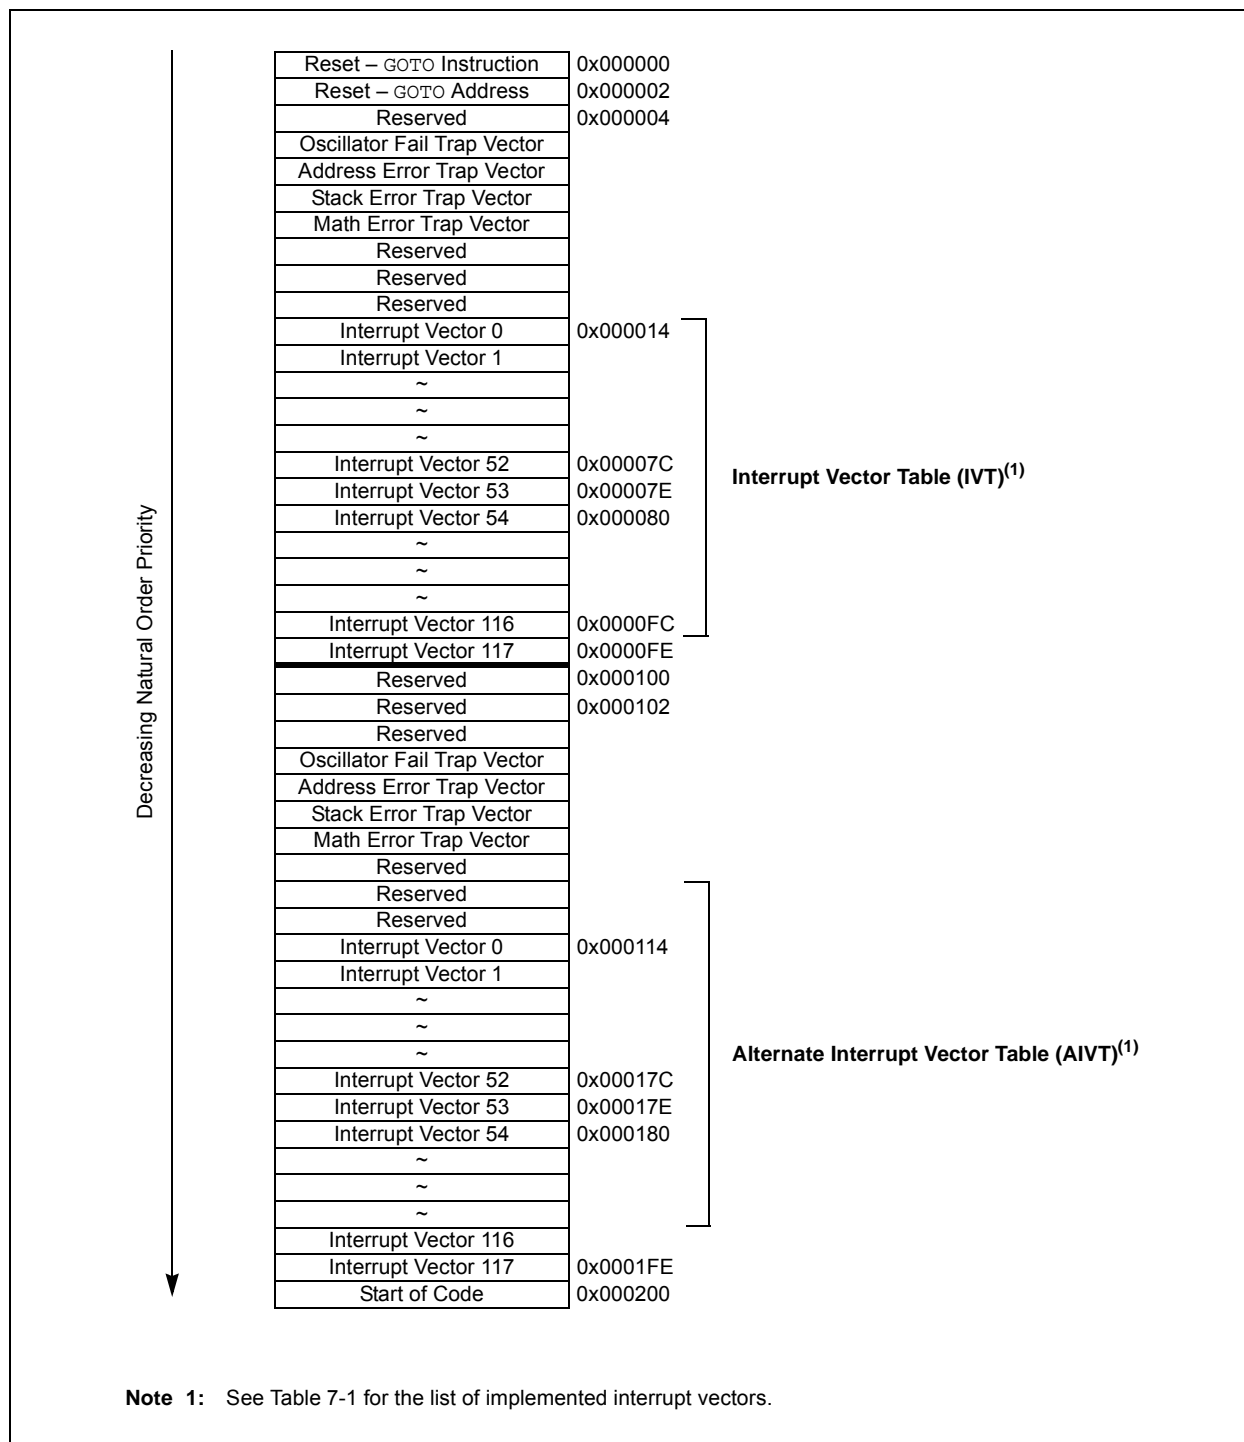 Reset – GOTO Instruction 0x000000
Reset – GOTO Address 0x000002
Reserved 0x000004
Oscillator Fail Trap Vector
Address Error Trap Vector
Stack Error Trap Vector
Math Error Trap Vector
Reserved
Reserved
Reserved
Interrupt Vector 0 0x000014
Interrupt Vector 1
~
~
~
Interrupt Vector 52 0x00007C
Interrupt Vector Table (IVT)(1)
Interrupt Vector 53 0x00007E
Interrupt Vector 54 0x000080
~
~
~
Interrupt Vector 116 0x0000FC
Interrupt Vector 117 0x0000FE
Decreasing Natural Order Priority
Reserved 0x000100
Reserved 0x000102
Reserved
Oscillator Fail Trap Vector
Address Error Trap Vector
Stack Error Trap Vector
Math Error Trap Vector
Reserved
Reserved
Reserved
Interrupt Vector 0 0x000114
Interrupt Vector 1
~
~
~
Alternate Interrupt Vector Table (AIVT)(1)
Interrupt Vector 52 0x00017C
Interrupt Vector 53 0x00017E
Interrupt Vector 54 0x000180
~
~
~
Interrupt Vector 116
Interrupt Vector 117 0x0001FE
Start of Code 0x000200
Note 1: See Table 7-1 for the list of implemented interrupt vectors.